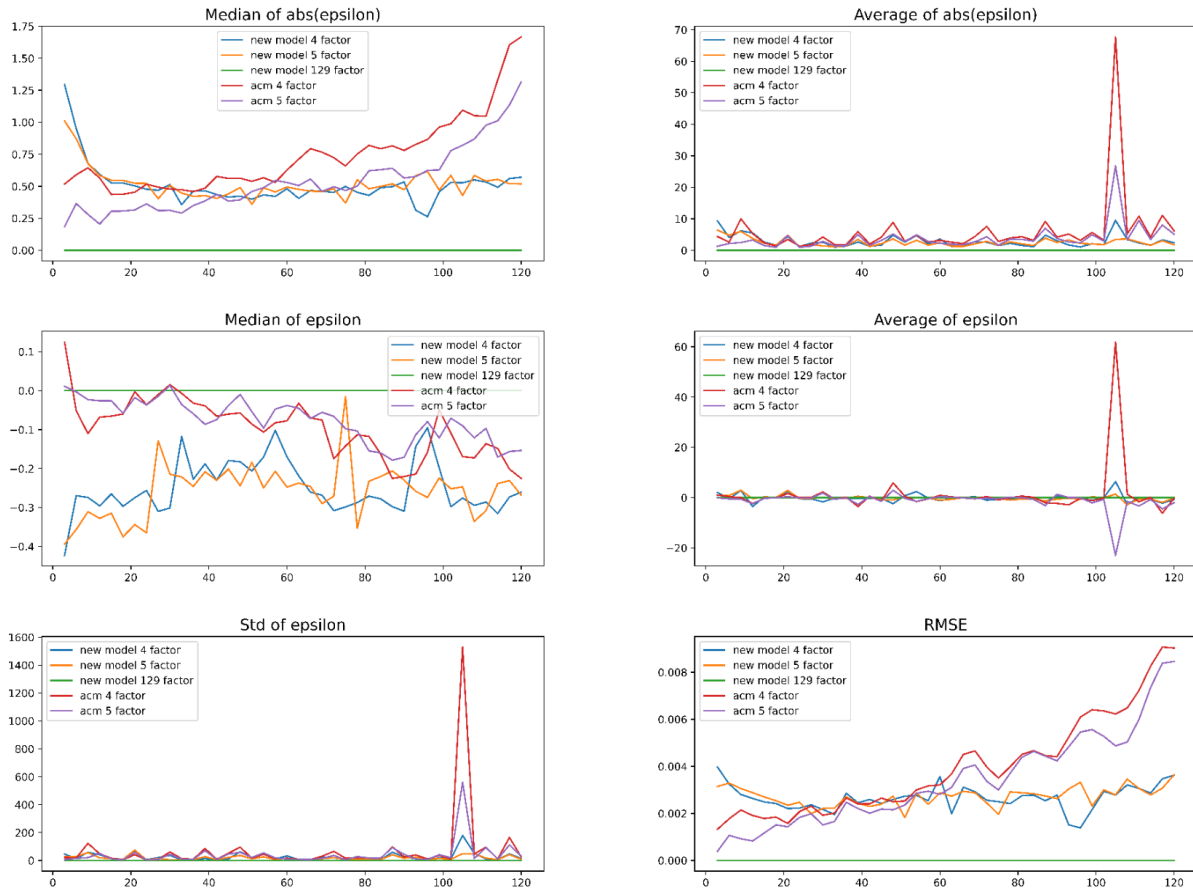 Median of abs(epsilon)
1.75
1.50
1.25
1.00
0.75
0.50
0.25
0.00
new model 4 factor
new model 5 factor
new model 129 factor
acm 4 factor
acm 5 factor
0 20 40 60 80 100 120
Average of abs(epsilon)
70
60
50
40
30
20
10
0
new model 4 factor
new model 5 factor
new model 129 factor
acm 4 factor
acm 5 factor
0 20 40 60 80 100 120
Median of epsilon
0.1
0.0
−0.1
−0.2
−0.3
−0.4
new model 4 factor
new model 5 factor
new model 129 factor
acm 4 factor
acm 5 factor
0 20 40 60 80 100 120
Average of epsilon
60
40
20
0
−20
new model 4 factor
new model 5 factor
new model 129 factor
acm 4 factor
acm 5 factor
0 20 40 60 80 100 120
Std of epsilon
1600
1400
1200
1000
800
600
400
200
0
new model 4 factor
new model 5 factor
new model 129 factor
acm 4 factor
acm 5 factor
0 20 40 60 80 100 120
RMSE
0.008
0.006
0.004
0.002
0.000
new model 4 factor
new model 5 factor
new model 129 factor
acm 4 factor
acm 5 factor
0 20 40 60 80 100 120